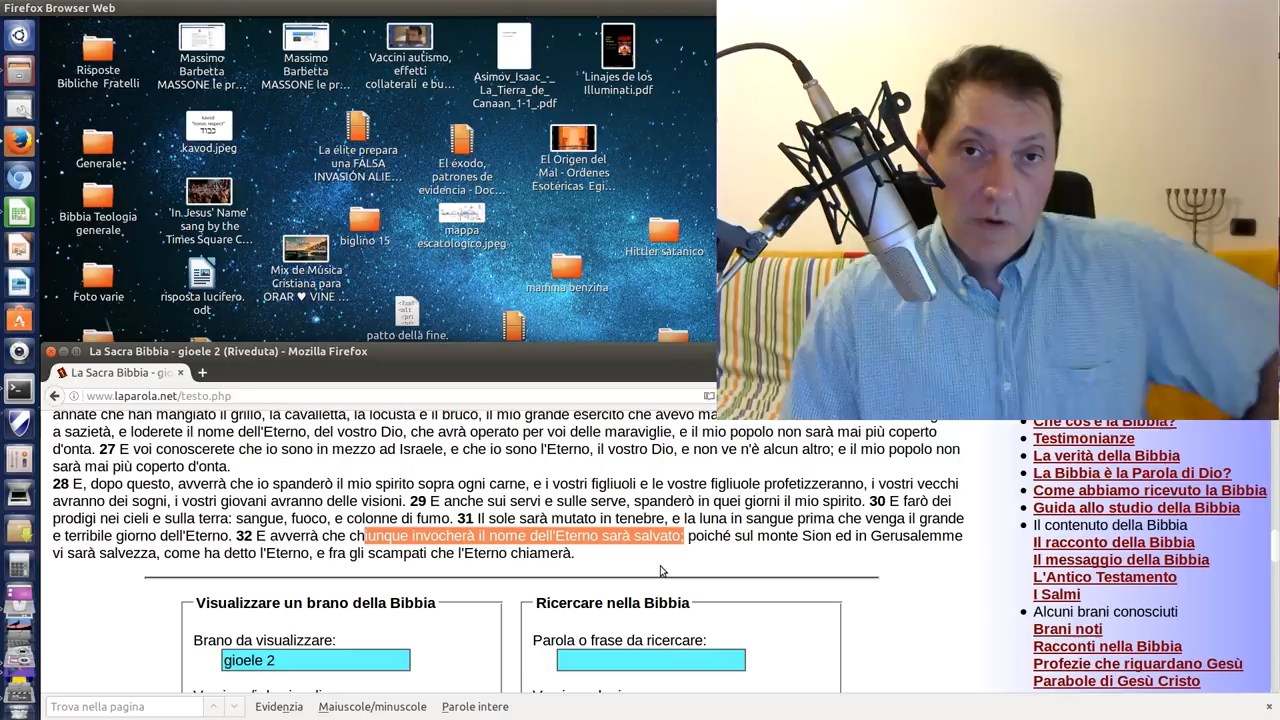 Firefox Browser Web
Risposte
Bibliche Fratelli
Massimo
Barbetta
MASSONE le pr...
Massimo
Barbetta
MASSONE le pr...
Vaccini autismo,
effetti
collaterali e bu...
Asimov_Isaac_-_
La_Tierra_de_
Canaan_1-1_.pdf
Linajes de los
Illuminati.pdf
Generale
kavod.jpeg
La élite prepara
una FALSA
INVASIÓN ALIE...
El éxodo,
patrones de
evidencia - Doc...
El Origen del
Mal - Ordenes
Esotéricas Egi...
Bibbia Teologia
generale
'In Jesus' Name'
sang by the
Times Square C...
biglino 15
mappa
escatologico.jpeg
Hittler satanico
Foto varie
risposta lucifero.
odt
Mix de Música
Cristiana para
ORAR ♥ VINE ...
mamma benzina
patto della fine.
La Sacra Bibbia - gioele 2 (Riveduta) - Mozilla Firefox
La Sacra Bibbia - gio
www.laparola.net/testo.php
annate che han mangiato il grillo, la cavalletta, la locusta e il bruco, il mio grande esercito che avevo ma
a sazietà, e loderete il nome dell'Eterno, del vostro Dio, che avrà operato per voi delle maraviglie, e il mio popolo non sarà mai più coperto
d'onta. 27 E voi conoscerete che io sono in mezzo ad Israele, e che io sono l'Eterno, il vostro Dio, e non ve n'è alcun altro; e il mio popolo non
sarà mai più coperto d'onta.
28 E, dopo questo, avverrà che io spanderò il mio spirito sopra ogni carne, e i vostri figliuoli e le vostre figliuole profetizzeranno, i vostri vecchi
avranno dei sogni, i vostri giovani avranno delle visioni. 29 E anche sui servi e sulle serve, spanderò in quei giorni il mio spirito. 30 E farò dei
prodigi nei cieli e sulla terra: sangue, fuoco, e colonne di fumo. 31 Il sole sarà mutato in tenebre, e la luna in sangue prima che venga il grande
e terribile giorno dell'Eterno. 32 E avverrà che chiunque invocherà il nome dell'Eterno sarà salvato; poiché sul monte Sion ed in Gerusalemme
vi sarà salvezza, come ha detto l'Eterno, e fra gli scampati che l'Eterno chiamerà.
Che cos'è la Bibbia?
Testimonianze
La verità della Bibbia
La Bibbia è la Parola di Dio?
Come abbiamo ricevuto la Bibbia
Guida allo studio della Bibbia
Il contenuto della Bibbia
Il racconto della Bibbia
Il messaggio della Bibbia
L'Antico Testamento
I Salmi
Alcuni brani conosciuti
Brani noti
Racconti nella Bibbia
Profezie che riguardano Gesù
Parabole di Gesù Cristo
Visualizzare un brano della Bibbia
Brano da visualizzare:
gioele 2
Ricercare nella Bibbia
Parola o frase da ricercare:
Trova nella pagina
Evidenzia
Maiuscole/minuscole
Parole intere